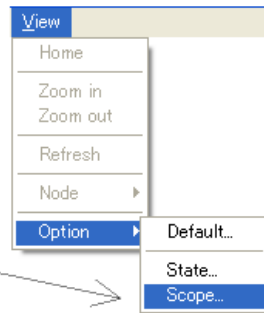 View
Home
Zoom in
Zoom out
Refresh
Node
Option
Default...
State...
Scope...